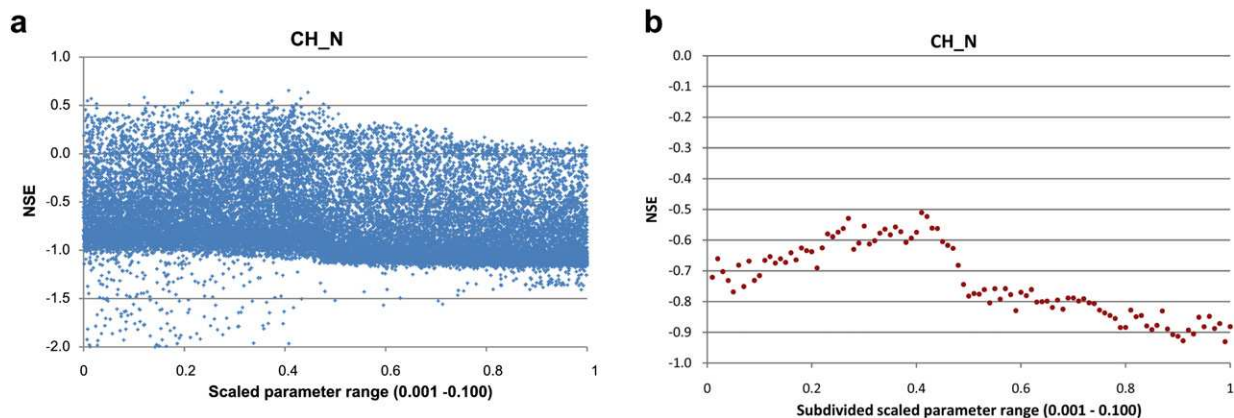 a
CH_N
1.0
0.5
0.0
-0.5
-1.0
-1.5
-2.0
NSE
0 0.2 0.4 0.6 0.8 1
Scaled parameter range (0.001 -0.100)
b
CH_N
0.0
-0.1
-0.2
-0.3
-0.4
-0.5
-0.6
-0.7
-0.8
-0.9
-1.0
NSE
0 0.2 0.4 0.6 0.8 1
Subdivided scaled parameter range (0.001 - 0.100)